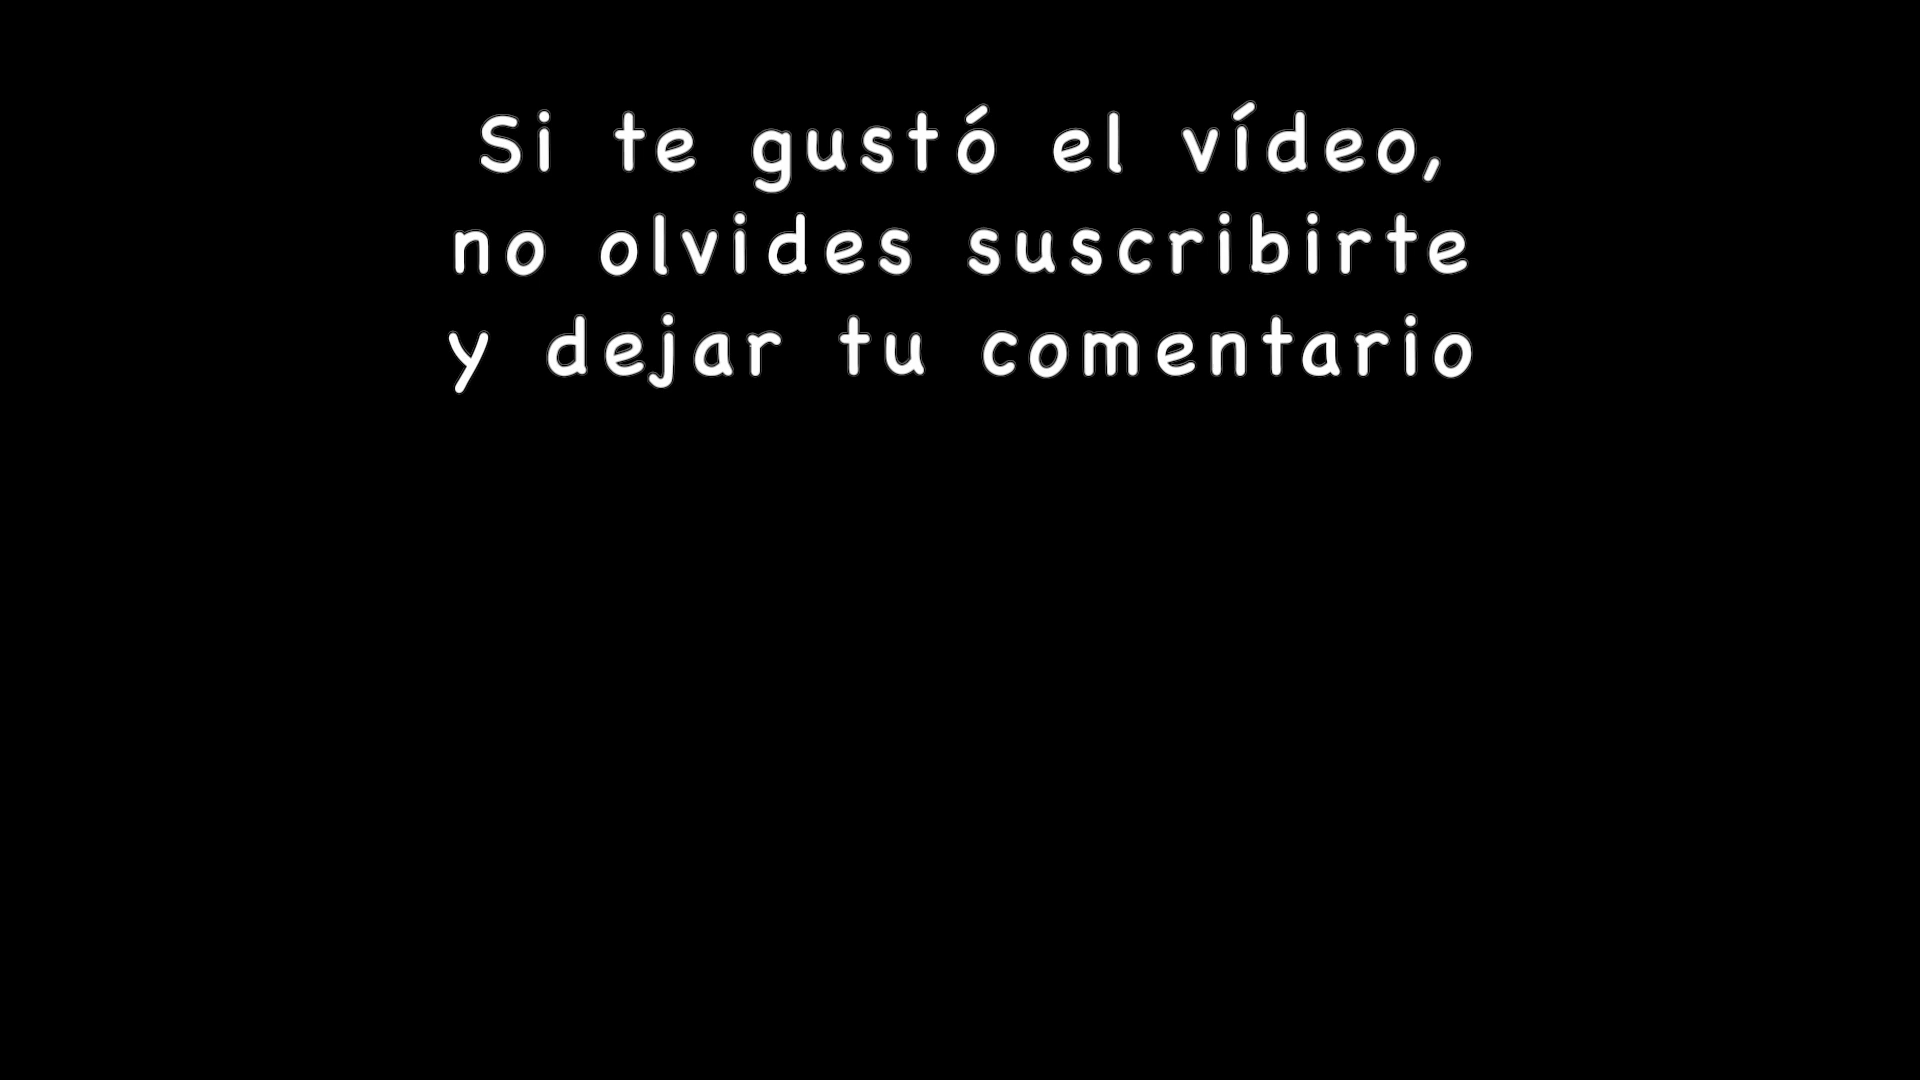 Si te gustó el vídeo,
no olvides suscribirte
y dejar tu comentario